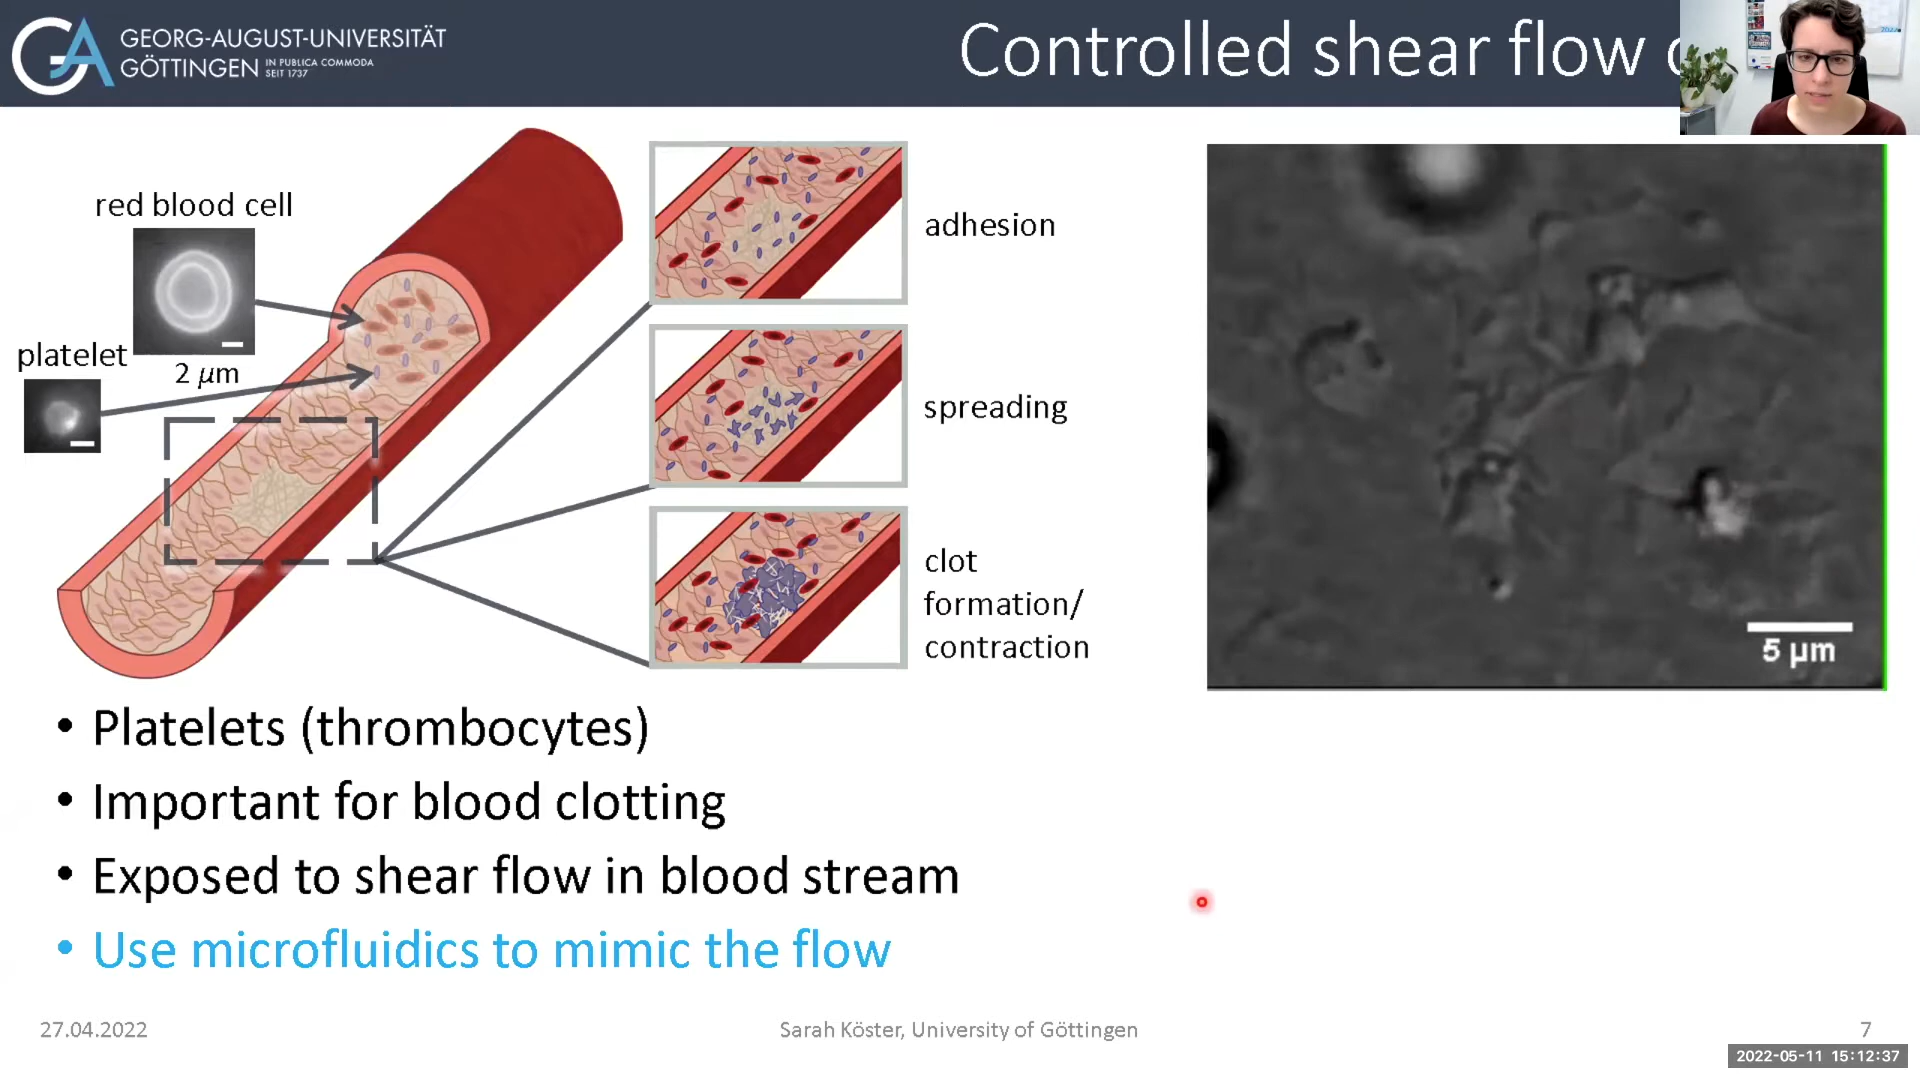 GEORG-AUGUST-UNIVERSITÄT
GÖTTINGEN IN PUBLICA COMMODA
SEIT 1737
Controlled shear flow
red blood cell
platelet
2 µm
adhesion
spreading
clot
formation/
contraction
5 µm
• Platelets (thrombocytes)
• Important for blood clotting
• Exposed to shear flow in blood stream
• Use microfluidics to mimic the flow
27.04.2022
Sarah Köster, University of Göttingen
7
2022-05-11 15:12:37